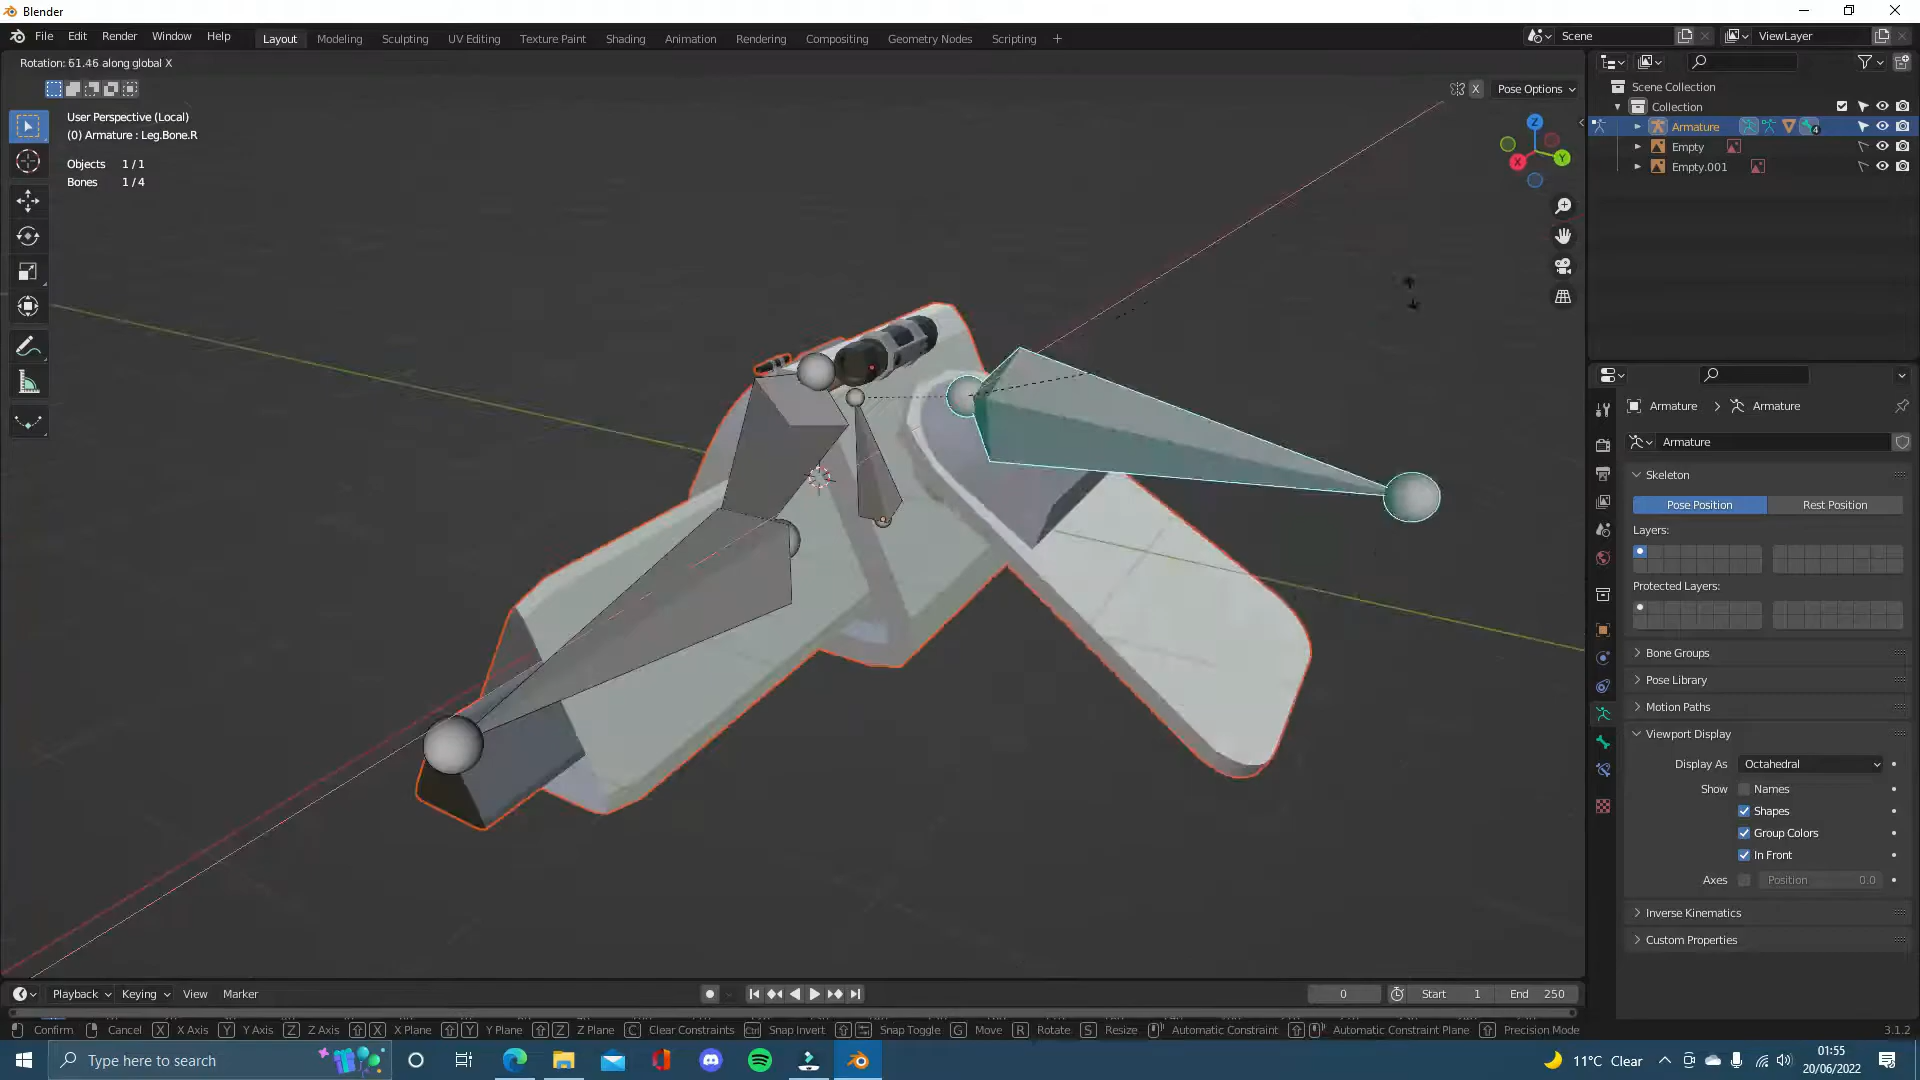 Blender
File Edit Render Window Help
Layout Modeling Sculpting UV Editing Texture Paint Shading Animation Rendering Compositing Geometry Nodes Scripting +
Scene
ViewLayer
Rotation: 61.46 along global X
X
Pose Options
User Perspective (Local)
(0) Armature : Leg.Bone.R
Objects 1 / 1
Bones 1 / 4
Z
X
Y
Scene Collection
Collection
Armature
4
Empty
Empty.001
Armature > Armature
Armature
Skeleton
Pose Position
Rest Position
Layers:
Protected Layers:
Bone Groups
Pose Library
Motion Paths
Viewport Display
Display As Octahedral
Show Names
Shapes
Group Colors
In Front
Axes Position 0.0
Inverse Kinematics
Custom Properties
Playback Keying View Marker
0
Start 1
End 250
Confirm Cancel X X Axis Y Y Axis Z Z Axis X X Plane Y Y Plane Z Z Plane C Clear Constraints Ctrl Snap Invert Snap Toggle G Move R Rotate S Resize Automatic Constraint Automatic Constraint Plane Precision Mode
3.1.2
Type here to search
11°C Clear
01:55
20/06/2022